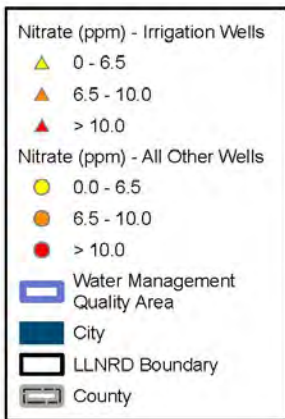 Nitrate (ppm) - Irrigation Wells
0 - 6.5
6.5 - 10.0
> 10.0
Nitrate (ppm) - All Other Wells
0.0 - 6.5
6.5 - 10.0
> 10.0
Water Management
Quality Area
City
LLNRD Boundary
County